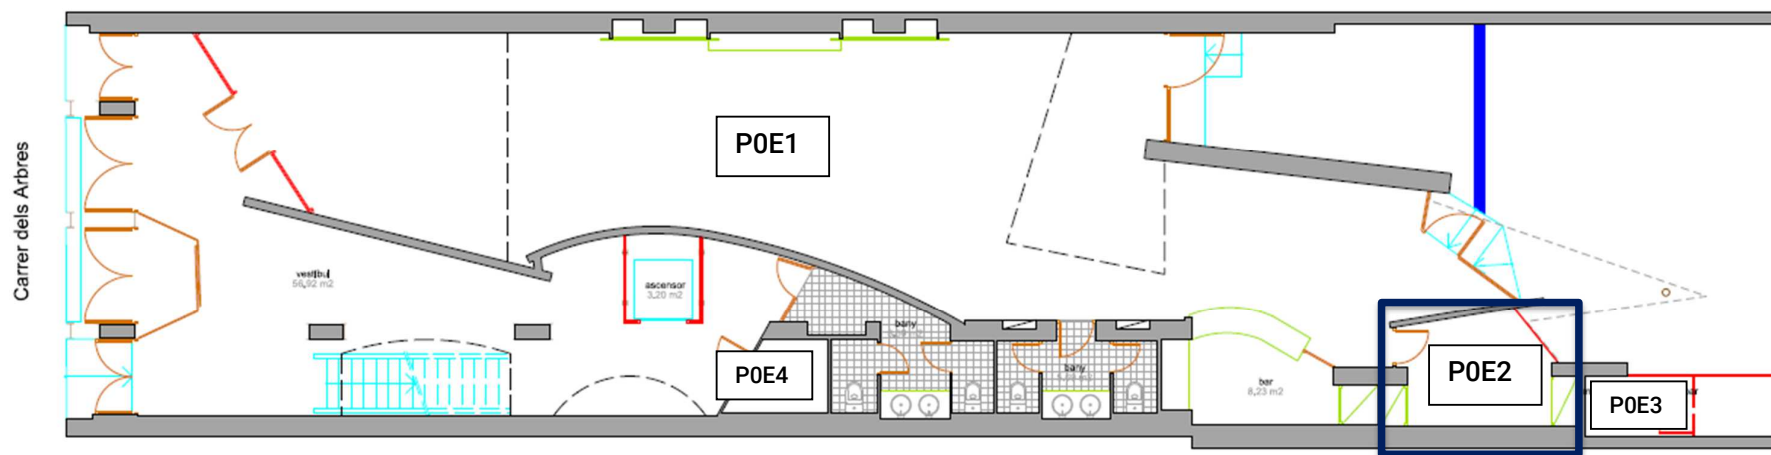 Carrer dels Arbres
P0E1
vestíbul
56,92 m2
ascensor
3,20 m2
bany
bany
P0E4
bar
8,23 m2
P0E2
P0E3